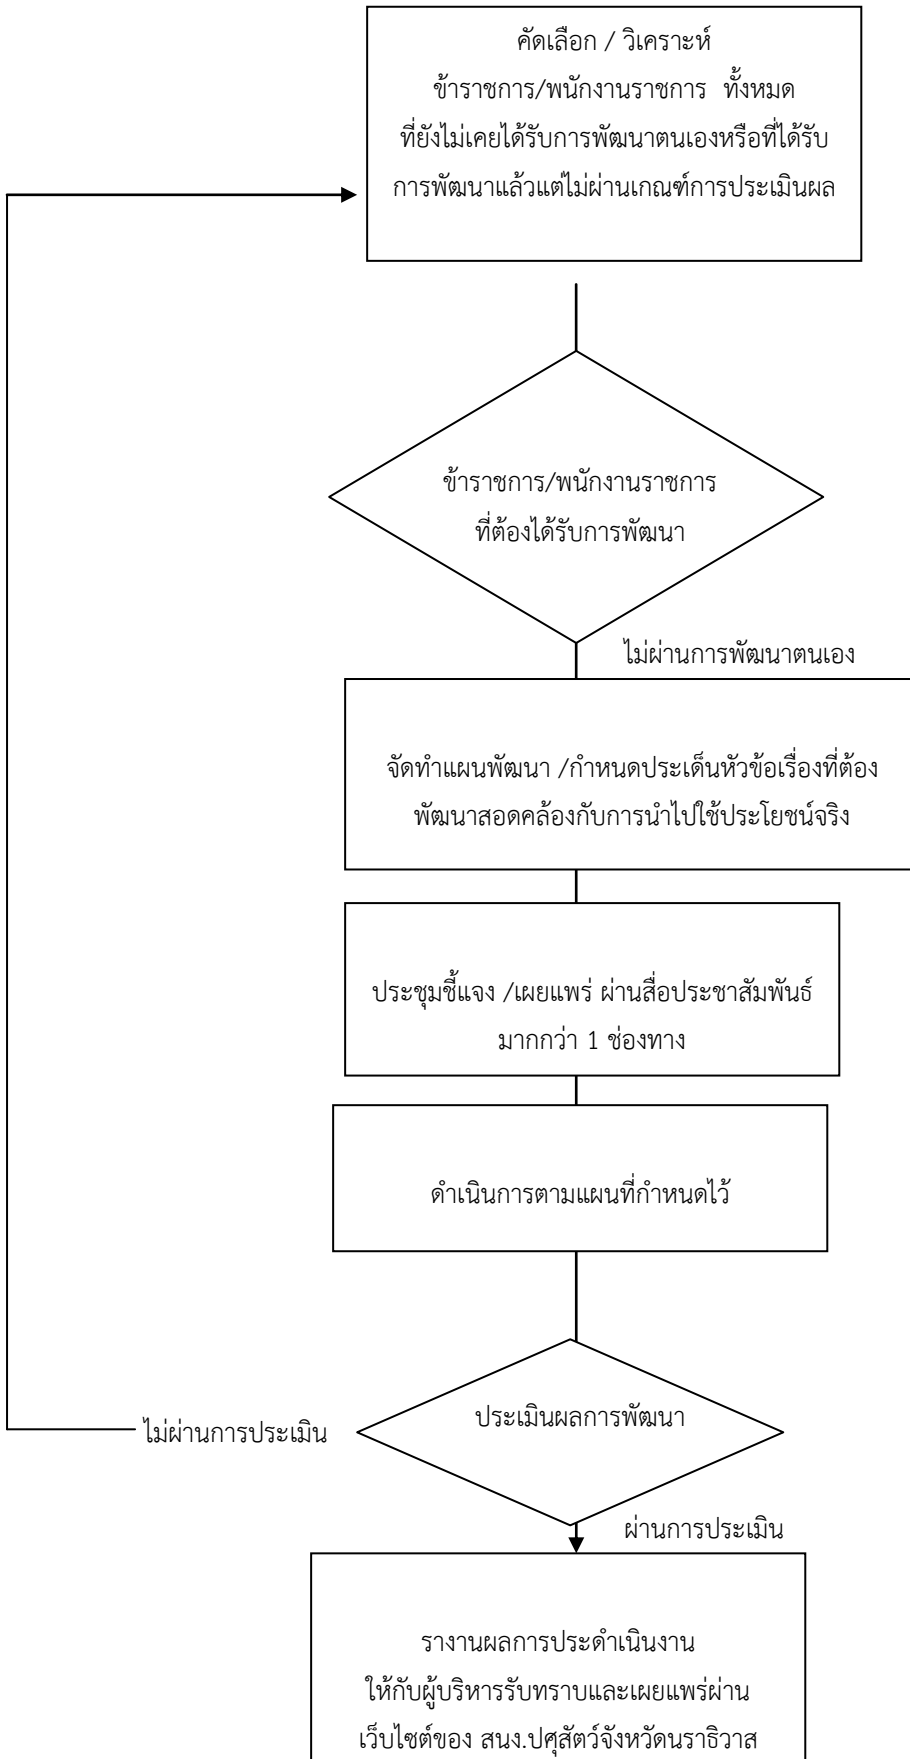 คัดเลือก / วิเคราะห์
ข้าราชการ/พนักงานราชการ ทั้งหมด
ที่ยังไม่เคยได้รับการพัฒนาตนเองหรือที่ได้รับ
การพัฒนาแล้วแต่ไม่ผ่านเกณฑ์การประเมินผล
ข้าราชการ/พนักงานราชการ
ที่ต้องได้รับการพัฒนา
ไม่ผ่านการพัฒนาตนเอง
จัดทำแผนพัฒนา /กำหนดประเด็นหัวข้อเรื่องที่ต้อง
พัฒนาสอดคล้องกับการนำไปใช้ประโยชน์จริง
ประชุมชี้แจง /เผยแพร่ ผ่านสื่อประชาสัมพันธ์
มากกว่า 1 ช่องทาง
ดำเนินการตามแผนที่กำหนดไว้
ประเมินผลการพัฒนา
ไม่ผ่านการประเมิน
ผ่านการประเมิน
รางานผลการประดำเนินงาน
ให้กับผู้บริหารรับทราบและเผยแพร่ผ่าน
เว็บไซต์ของ สนง.ปศุสัตว์จังหวัดนราธิวาส